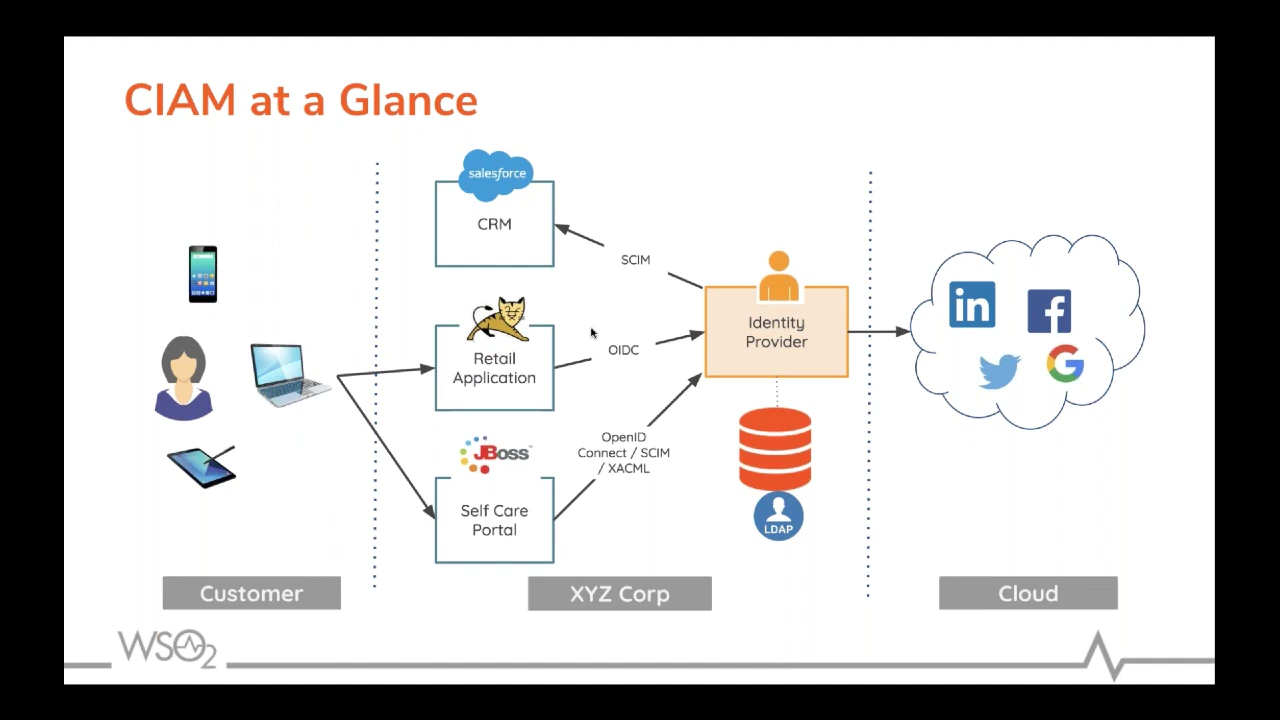 CIAM at a Glance
salesforce
CRM
SCIM
Identity
Provider
Retail
Application
OIDC
in
f
G
JBoss
OpenID
Connect / SCIM
/ XACML
Self Care
Portal
LDAP
Customer
XYZ Corp
Cloud
WSO2